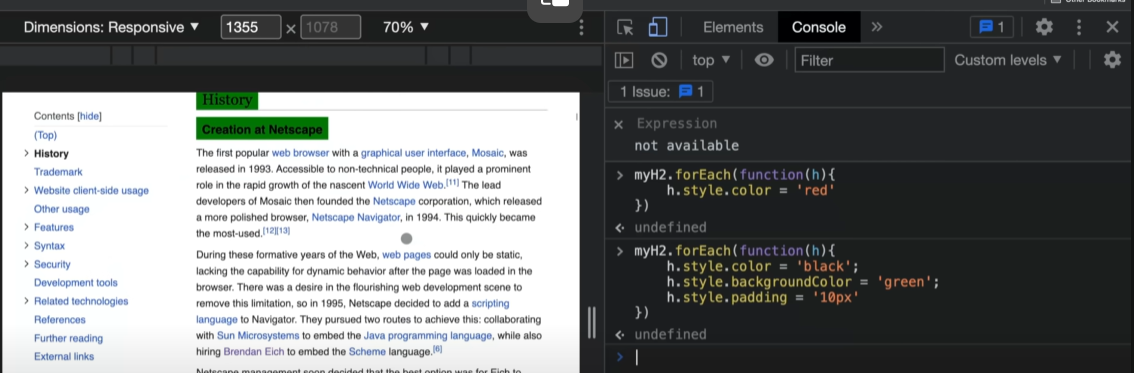 Dimensions: Responsive ▼ 1355 × 1078 70% ▼
Elements Console » 1
top ▼ Filter Custom levels ▼
1 Issue: 1
× Expression
not available
> myH2.forEach(function(h){
h.style.color = 'red'
})
<· undefined
> myH2.forEach(function(h){
h.style.color = 'black';
h.style.backgroundColor = 'green';
h.style.padding = '10px'
})
<· undefined
>
Contents [hide]
(Top)
> History
Trademark
> Website client-side usage
Other usage
> Features
> Syntax
> Security
Development tools
> Related technologies
References
Further reading
External links
History
Creation at Netscape
The first popular web browser with a graphical user interface, Mosaic, was
released in 1993. Accessible to non-technical people, it played a prominent
role in the rapid growth of the nascent World Wide Web.[11] The lead
developers of Mosaic then founded the Netscape corporation, which released
a more polished browser, Netscape Navigator, in 1994. This quickly became
the most-used.[12][13]
During these formative years of the Web, web pages could only be static,
lacking the capability for dynamic behavior after the page was loaded in the
browser. There was a desire in the flourishing web development scene to
remove this limitation, so in 1995, Netscape decided to add a scripting
language to Navigator. They pursued two routes to achieve this: collaborating
with Sun Microsystems to embed the Java programming language, while also
hiring Brendan Eich to embed the Scheme language.[6]
Netscape management soon decided that the best option was for Eich to